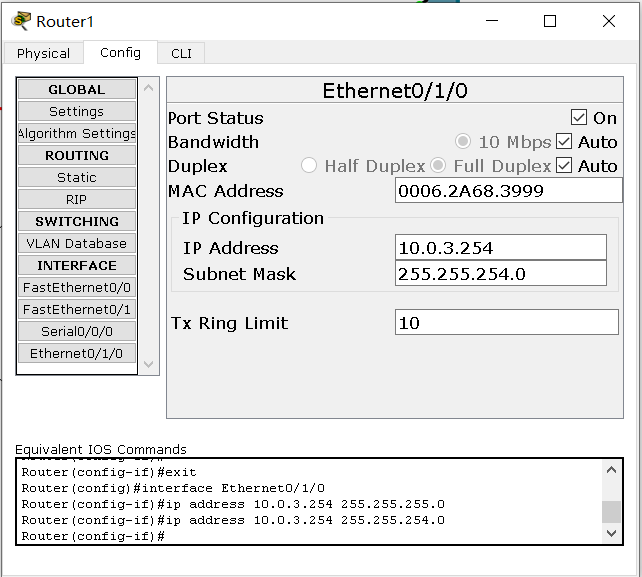 Router1
Physical Config CLI
GLOBAL
Settings
Algorithm Settings
ROUTING
Static
RIP
SWITCHING
VLAN Database
INTERFACE
FastEthernet0/0
FastEthernet0/1
Serial0/0/0
Ethernet0/1/0
Ethernet0/1/0
Port Status On
Bandwidth 10 Mbps Auto
Duplex Half Duplex Full Duplex Auto
MAC Address 0006.2A68.3999
IP Configuration
IP Address 10.0.3.254
Subnet Mask 255.255.254.0
Tx Ring Limit 10
Equivalent IOS Commands
Router(config-if)#
Router(config-if)#exit
Router(config)#interface Ethernet0/1/0
Router(config-if)#ip address 10.0.3.254 255.255.255.0
Router(config-if)#ip address 10.0.3.254 255.255.254.0
Router(config-if)#